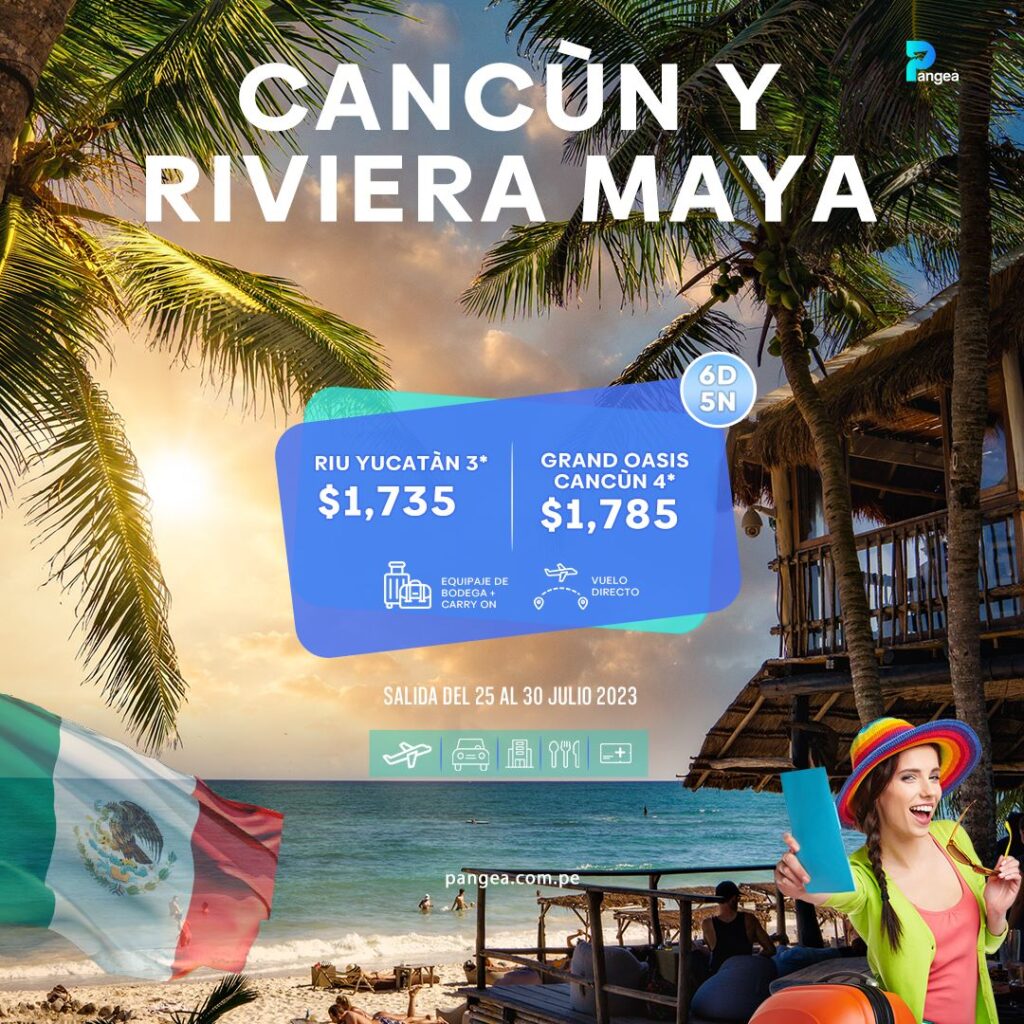 Pangea
CANCÙN Y
RIVIERA MAYA
6D
5N
RIU YUCATÀN 3*
$1,735
GRAND OASIS
CANCÙN 4*
$1,785
EQUIPAJE DE
BODEGA +
CARRY ON
VUELO
DIRECTO
SALIDA DEL 25 AL 30 JULIO 2023
pangea.com.pe